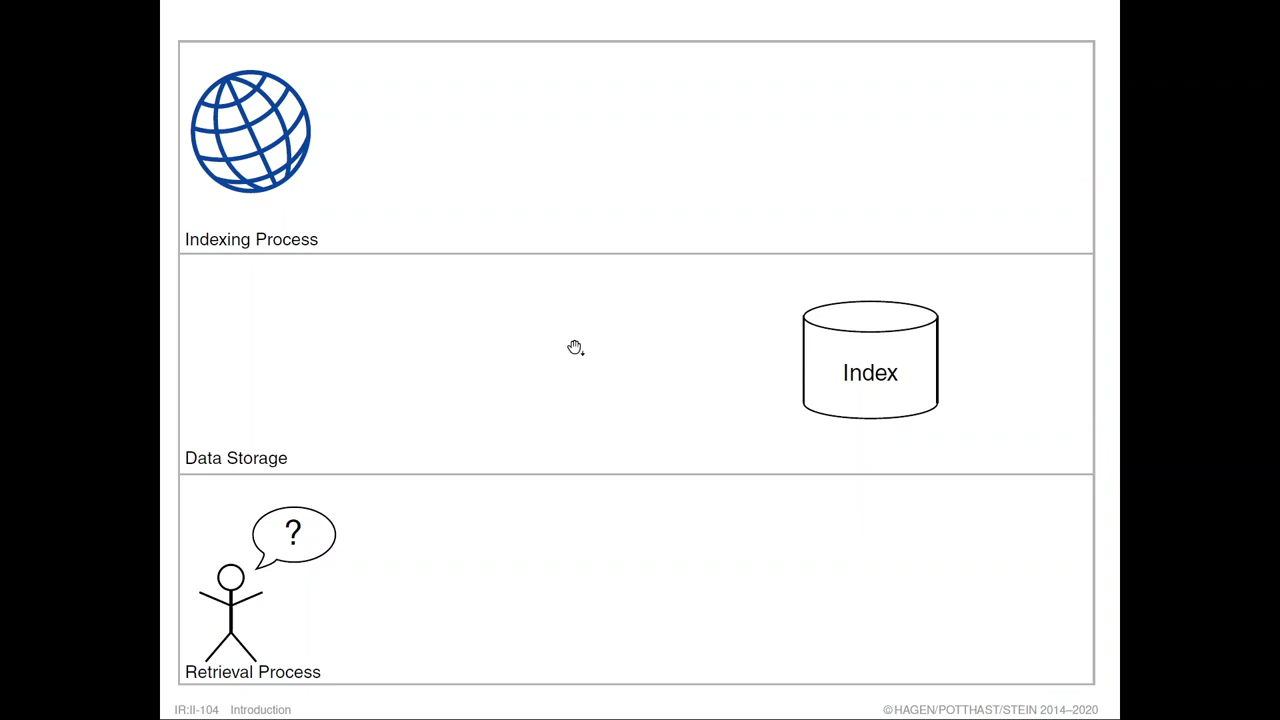 Indexing Process
Index
Data Storage
?
Retrieval Process
IR:II-104 Introduction
©HAGEN/POTTHAST/STEIN 2014–2020